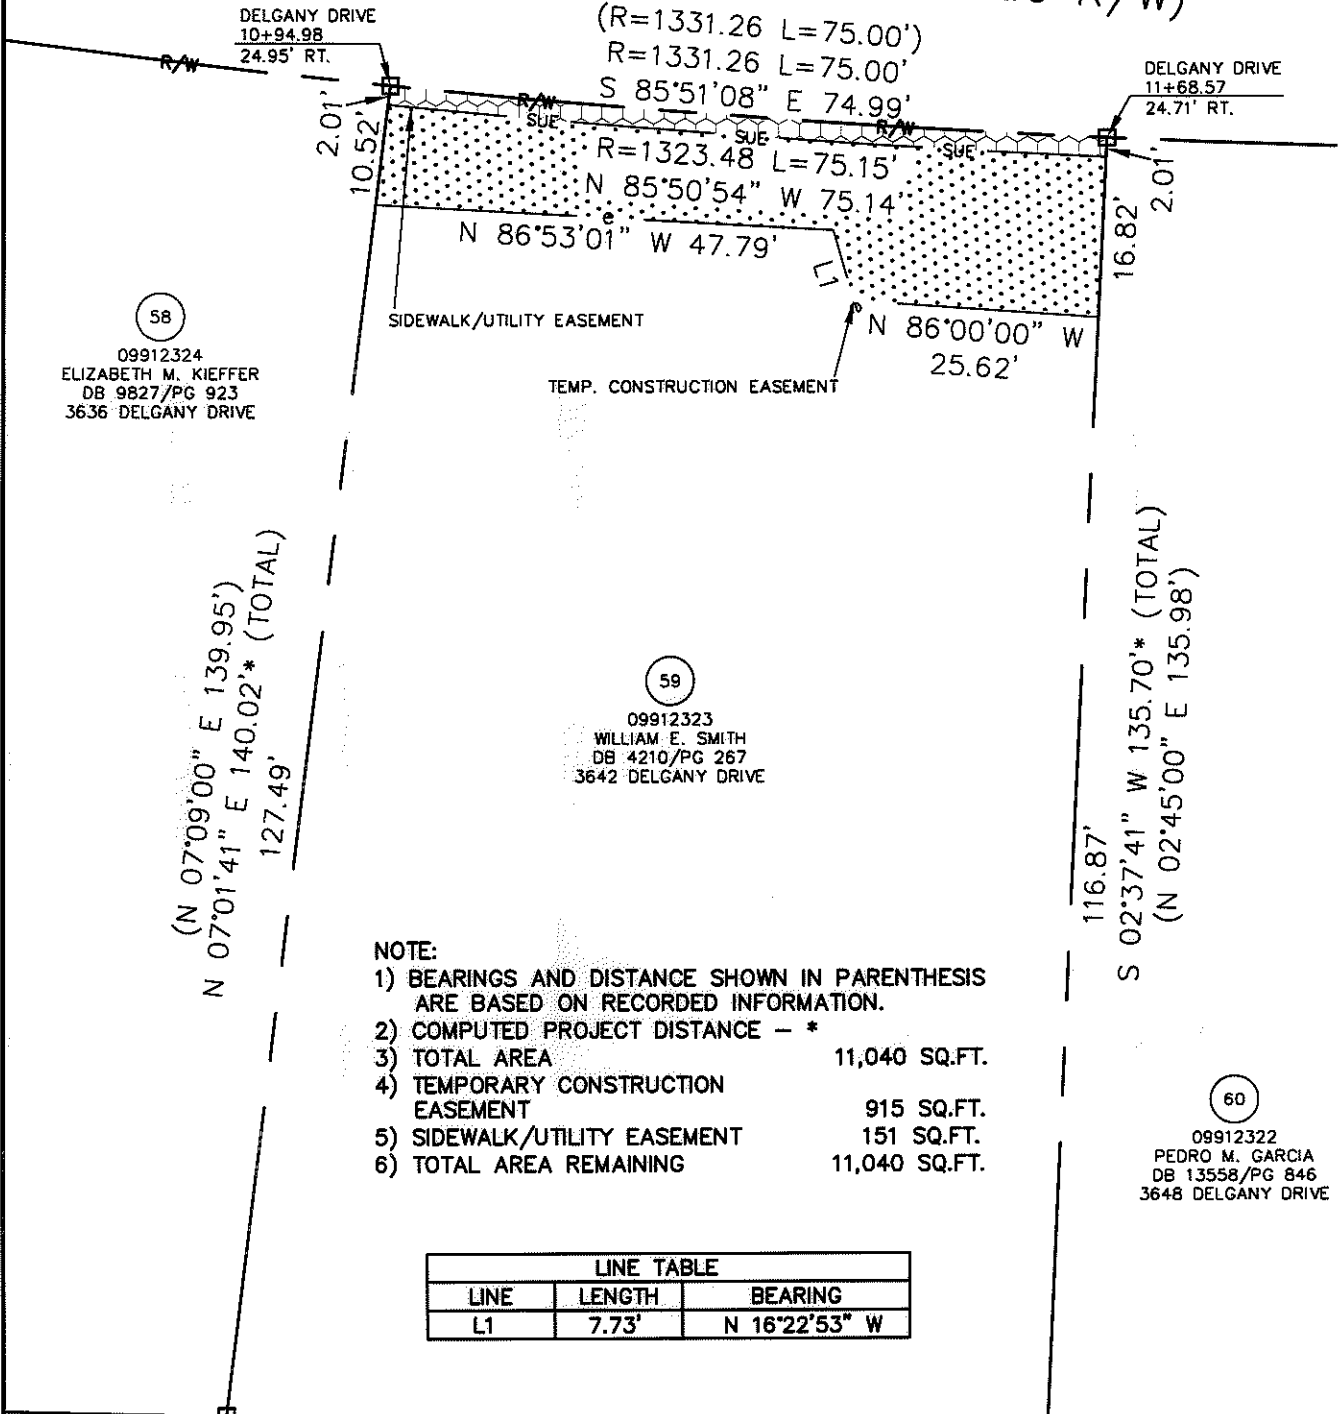 R/W)
DELGANY DRIVE
10+94.98
24.95' RT.
(R=1331.26 L=75.00')
R=1331.26 L=75.00'
S 85°51'08" E 74.99'
DELGANY DRIVE
11+68.57
24.71' RT.
R/W
R/W
R/W
SUE
SUE
SUE
2.01'
10.52'
R=1323.48 L=75.15'
N 85°50'54" W 75.14'
2.01'
16.82'
e
N 86°53'01" W 47.79'
L1
e
N 86°00'00" W
25.62'
SIDEWALK/UTILITY EASEMENT
TEMP. CONSTRUCTION EASEMENT
58
09912324
ELIZABETH M. KIEFFER
DB 9827/PG 923
3636 DELGANY DRIVE
(N 07°09'00" E 139.95')
N 07°01'41" E 140.02'* (TOTAL)
127.49'
59
09912323
WILLIAM E. SMITH
DB 4210/PG 267
3642 DELGANY DRIVE
116.87'
S 02°37'41" W 135.70'* (TOTAL)
(N 02°45'00" E 135.98')
NOTE:
1) BEARINGS AND DISTANCE SHOWN IN PARENTHESIS
ARE BASED ON RECORDED INFORMATION.
2) COMPUTED PROJECT DISTANCE – *
3) TOTAL AREA 11,040 SQ.FT.
4) TEMPORARY CONSTRUCTION
EASEMENT 915 SQ.FT.
5) SIDEWALK/UTILITY EASEMENT 151 SQ.FT.
6) TOTAL AREA REMAINING 11,040 SQ.FT.
60
09912322
PEDRO M. GARCIA
DB 13558/PG 846
3648 DELGANY DRIVE
LINE TABLE
LINE LENGTH BEARING
L1 7.73' N 16°22'53" W